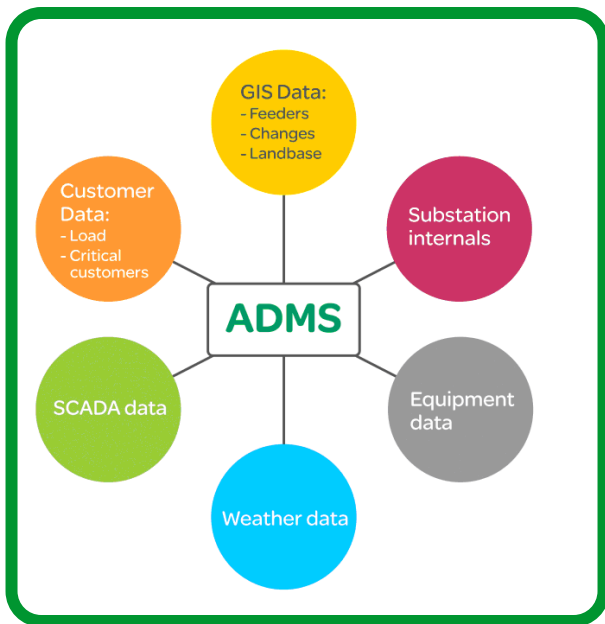 GIS Data:
- Feeders
- Changes
- Landbase
Customer
Data:
- Load
- Critical
customers
Substation
internals
ADMS
SCADA data
Equipment
data
Weather data